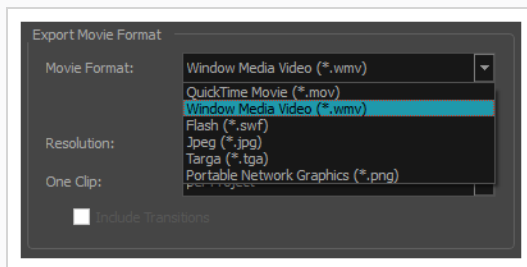 Export Movie Format
Movie Format:
Window Media Video (*.wmv)
QuickTime Movie (*.mov)
Window Media Video (*.wmv)
Flash (*.swf)
Resolution:
Jpeg (*.jpg)
Targa (*.tga)
Portable Network Graphics (*.png)
One Clip:
per Project
Include Transitions